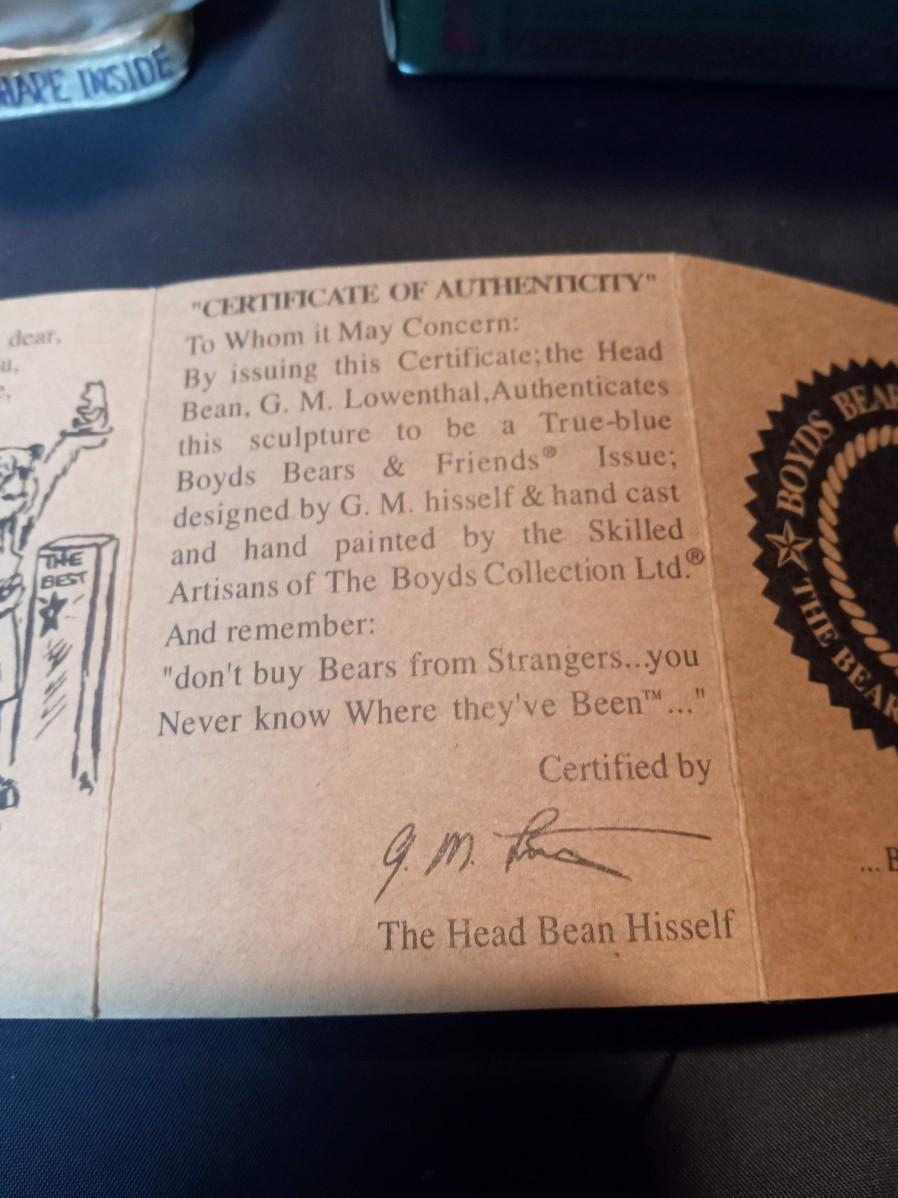 HAPE INSIDE
dear,
u,
e,
THE
BEST
"CERTIFICATE OF AUTHENTICITY"
To Whom it May Concern:
By issuing this Certificate;the Head
Bean, G. M. Lowenthal,Authenticates
this sculpture to be a True-blue
Boyds Bears & Friends® Issue;
designed by G. M. hisself & hand cast
and hand painted by the Skilled
Artisans of The Boyds Collection Ltd.®
And remember:
"don't buy Bears from Strangers...you
Never know Where they've Been™..."
Certified by
G. M.
The Head Bean Hisself
BOYDS BEAR
THE BEAR
...B